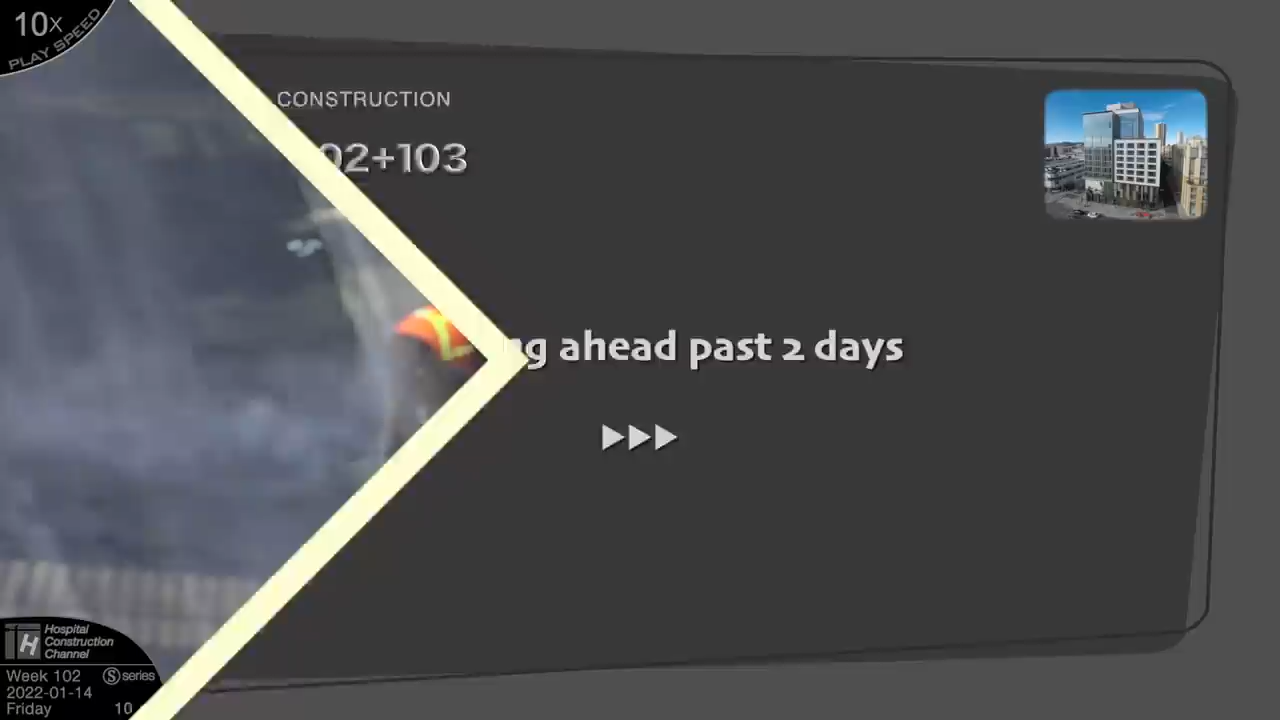 10x
PLAY SPEED
CONSTRUCTION
02+103
ng ahead past 2 days
H
Hospital
Construction
Channel
Week 102 S series
2022-01-14
Friday 10